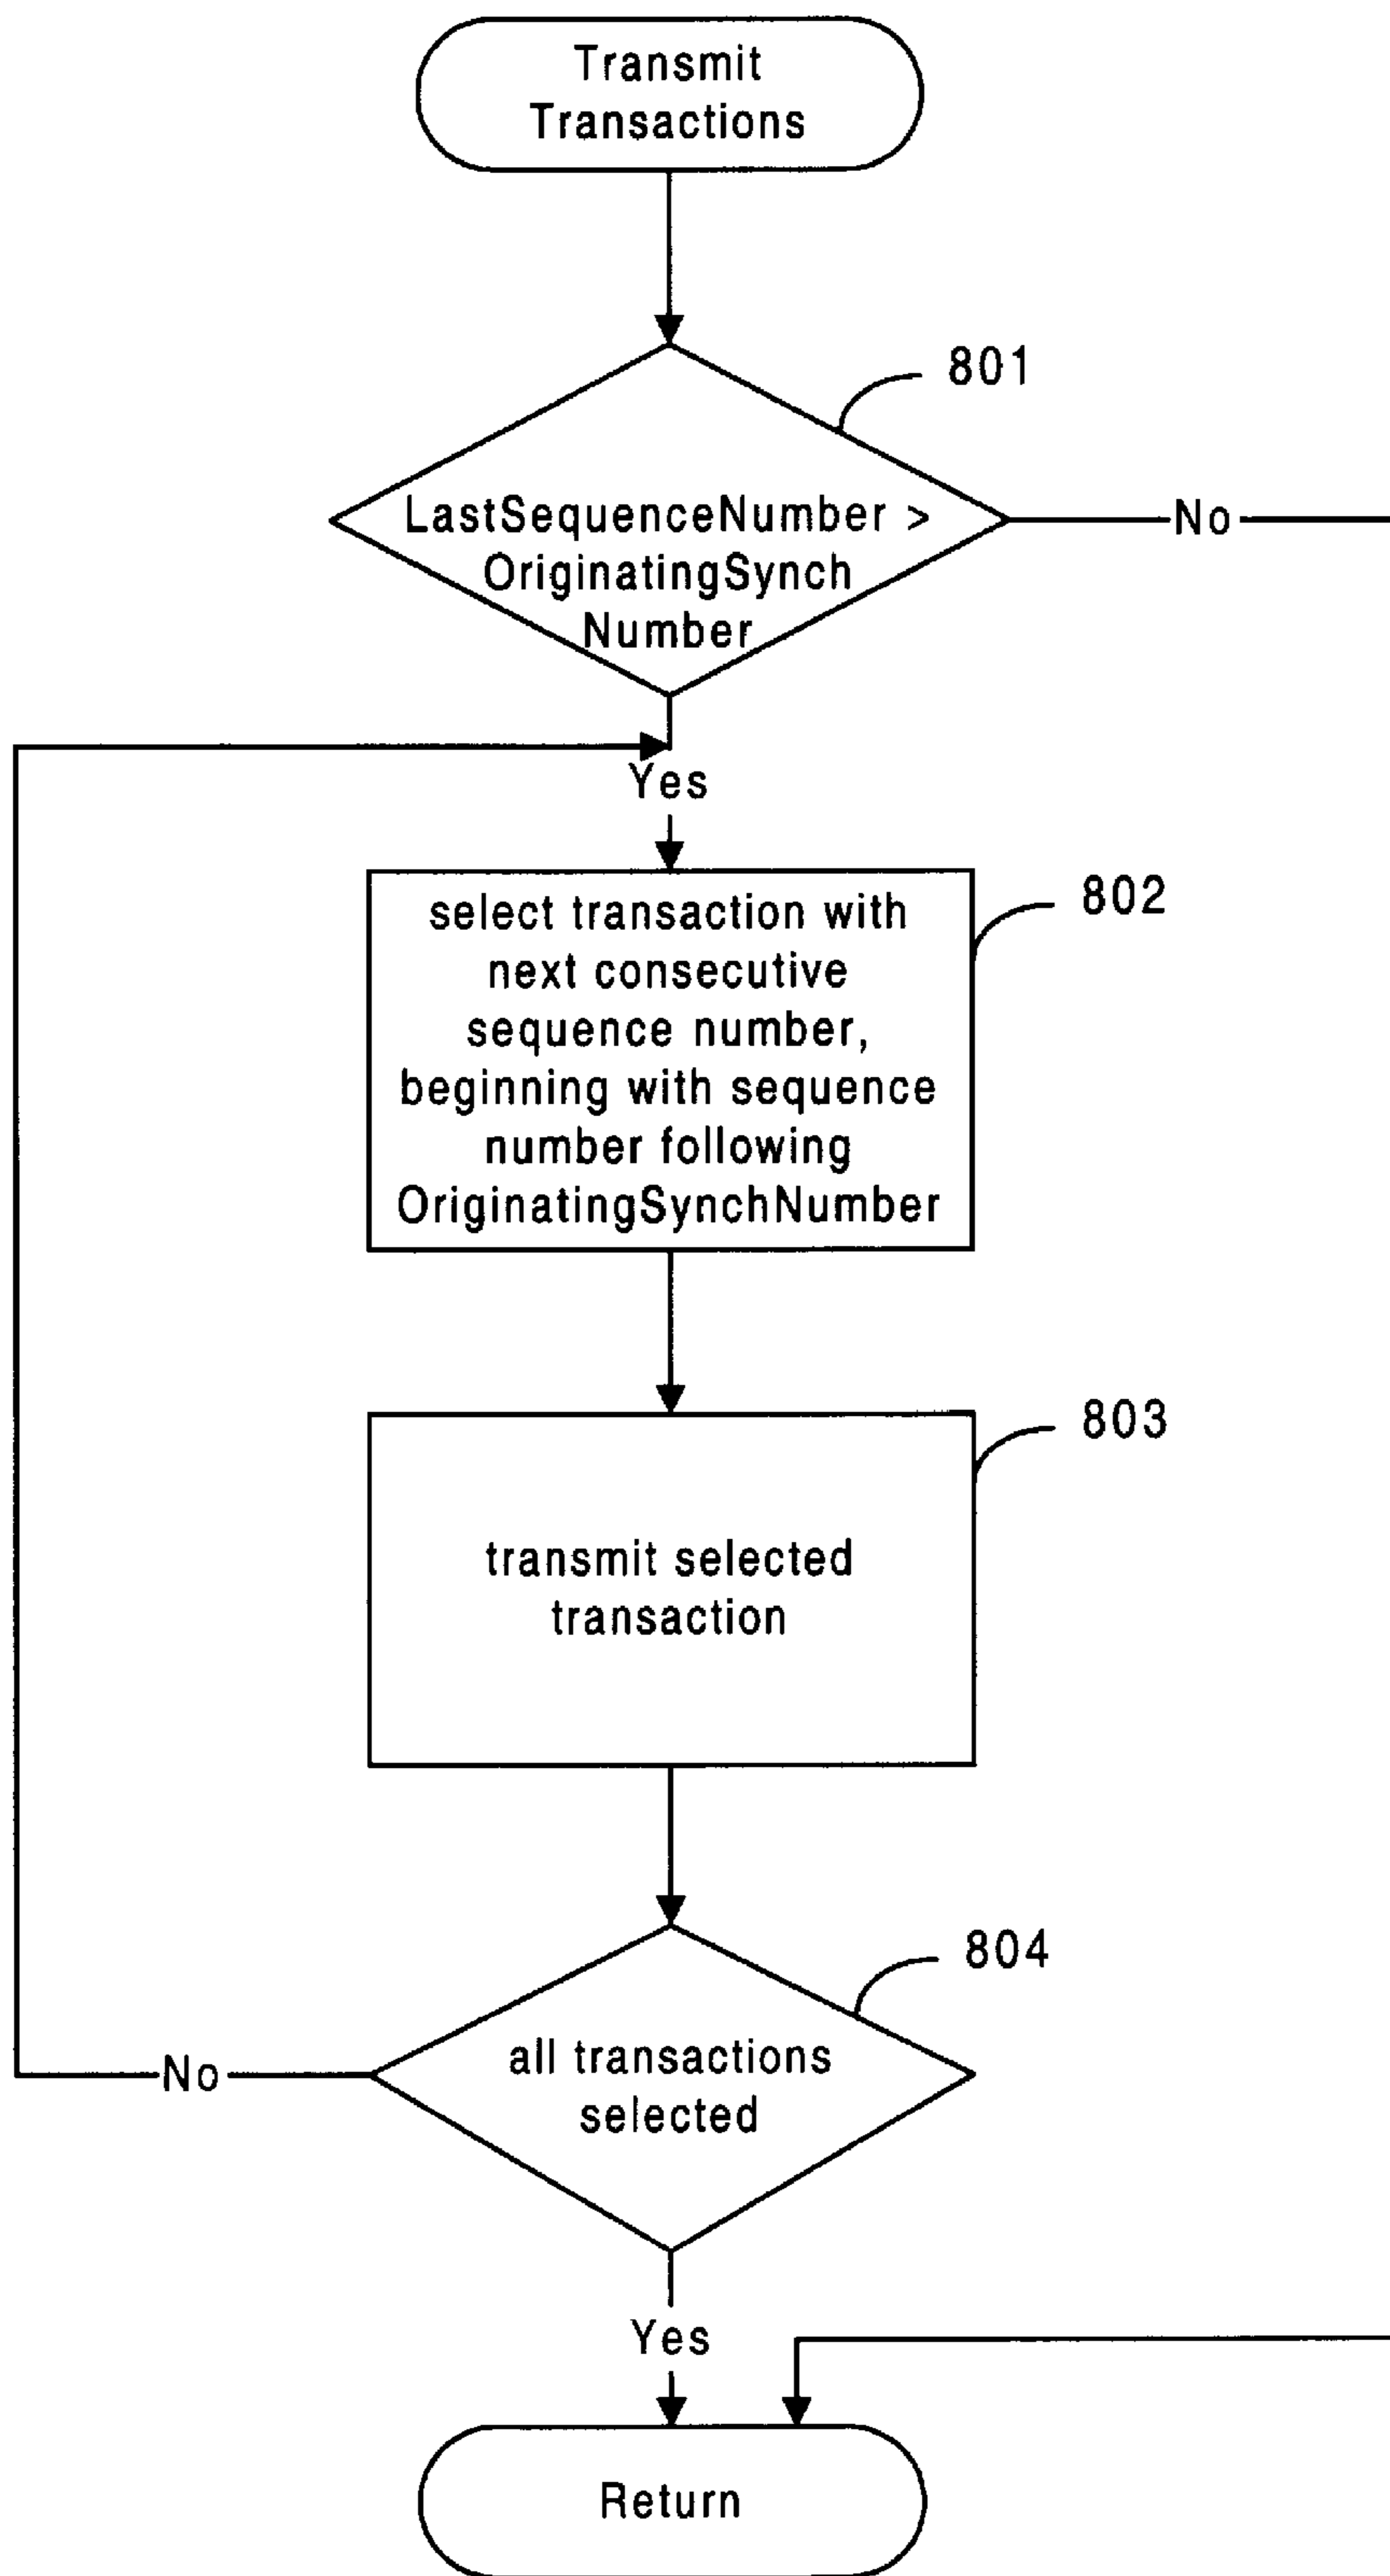 Transmit
Transactions
801
LastSequenceNumber >
OriginatingSynch
Number
No
Yes
802
select transaction with
next consecutive
sequence number,
beginning with sequence
number following
OriginatingSynchNumber
803
transmit selected
transaction
804
all transactions
selected
No
Yes
Return